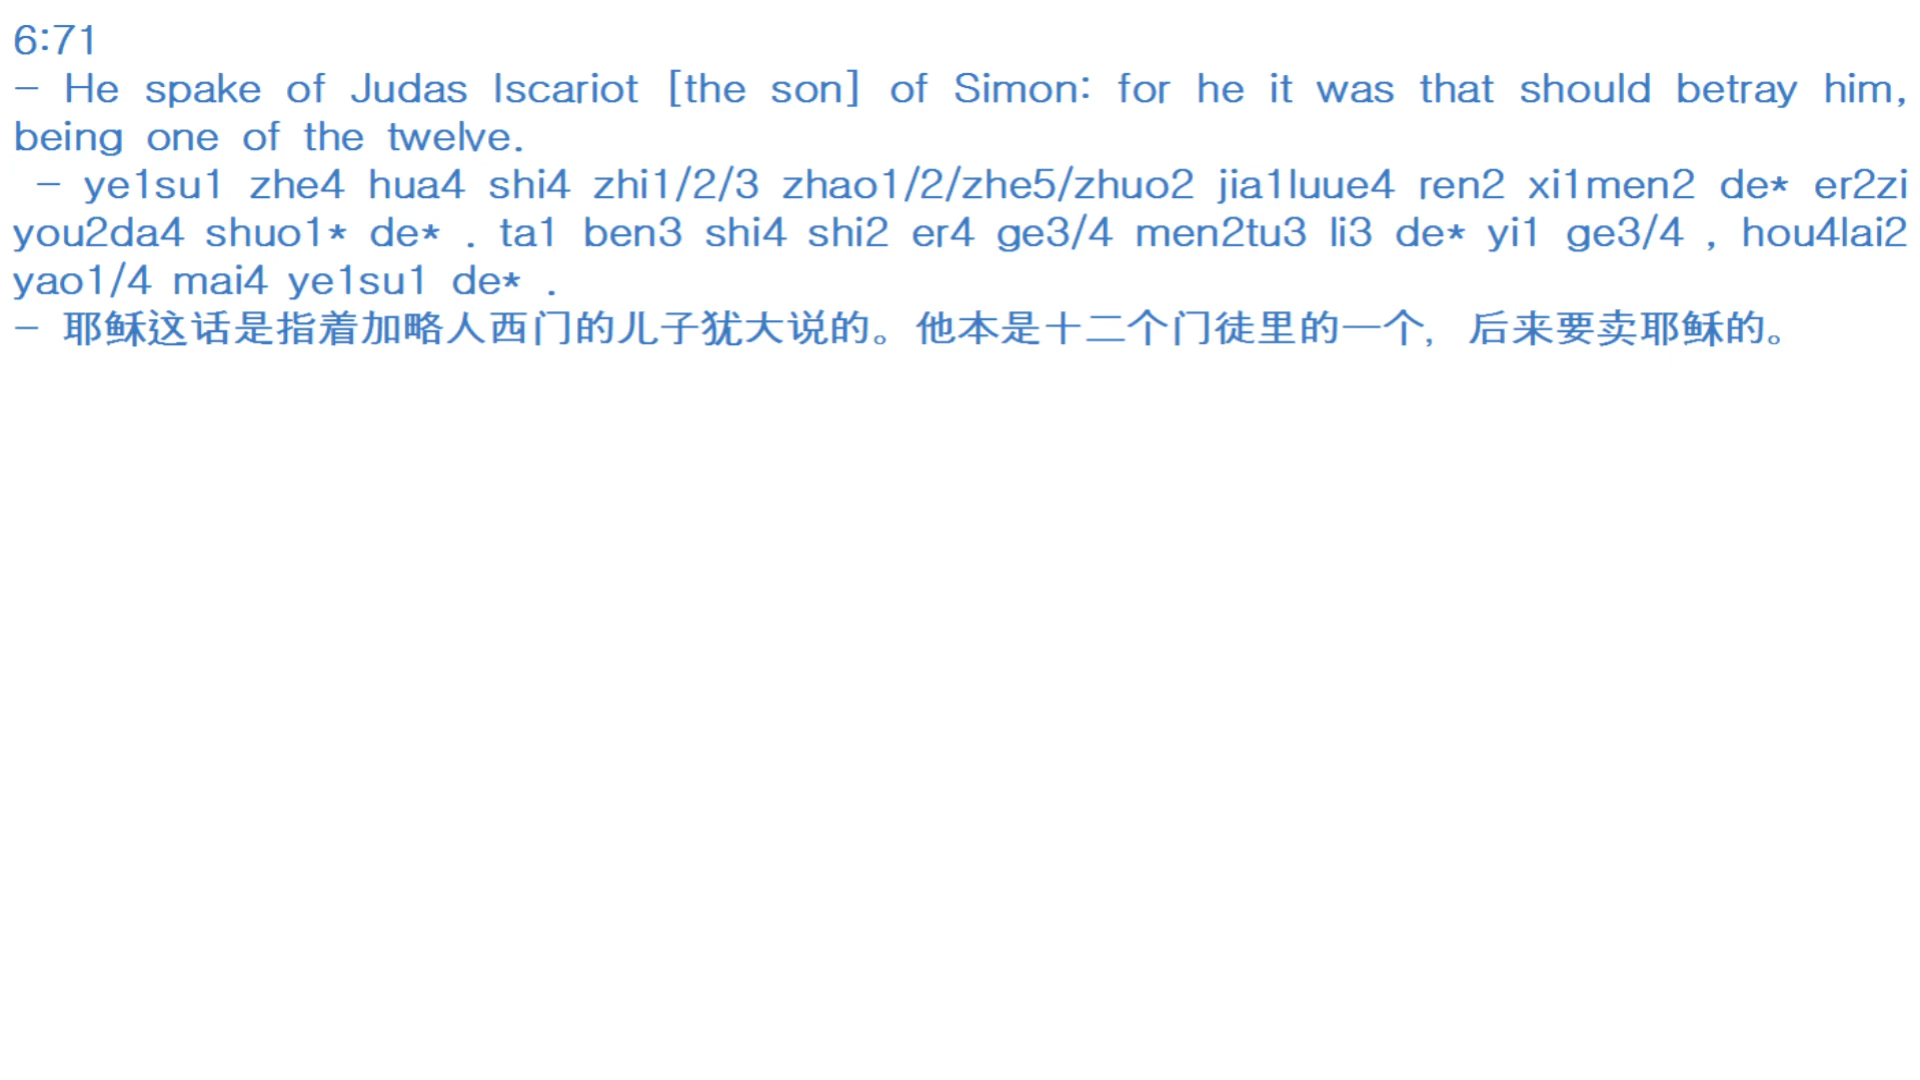 6:71
- He spake of Judas Iscariot [the son] of Simon: for he it was that should betray him,
being one of the twelve.
- ye1su1 zhe4 hua4 shi4 zhi1/2/3 zhao1/2/zhe5/zhuo2 jia1luue4 ren2 xi1men2 de* er2zi
you2da4 shuo1* de* . ta1 ben3 shi4 shi2 er4 ge3/4 men2tu3 li3 de* yi1 ge3/4 , hou4lai2
yao1/4 mai4 ye1su1 de* .
- 耶稣这话是指着加略人西门的儿子犹大说的。他本是十二个门徒里的一个, 后来要卖耶稣的。